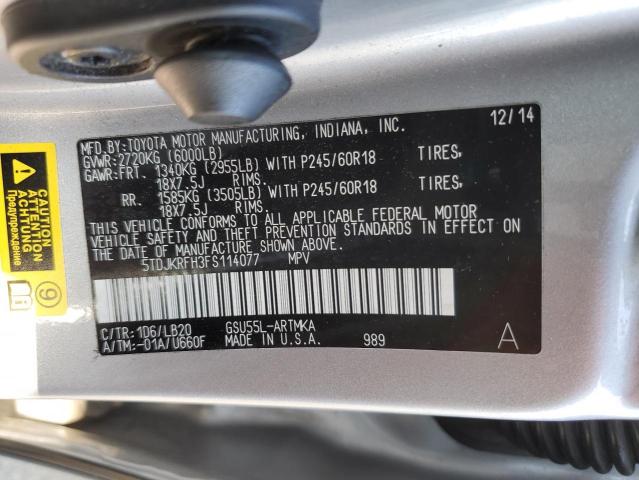 MFD.BY:TOYOTA MOTOR MANUFACTURING, INDIANA, INC. 12/14
GVWR:2720KG (6000LB)
GAWR:FRT. 1340KG (2955LB) WITH P245/60R18 TIRES,
18X7.5J RIMS.
RR. 1585KG (3505LB) WITH P245/60R18 TIRES,
18X7.5J RIMS.
THIS VEHICLE CONFORMS TO ALL APPLICABLE FEDERAL MOTOR
VEHICLE SAFETY AND THEFT PREVENTION STANDARDS IN EFFECT ON
THE DATE OF MANUFACTURE SHOWN ABOVE.
5TDJKRFH3FS114077 MPV
C/TR:1D6/LB20 GSU55L-ARTMKA
A/TM:-01A/U660F MADE IN U.S.A. 989 A
CAUTION
ATTENTION
ACHTUNG
Предупреждение
9